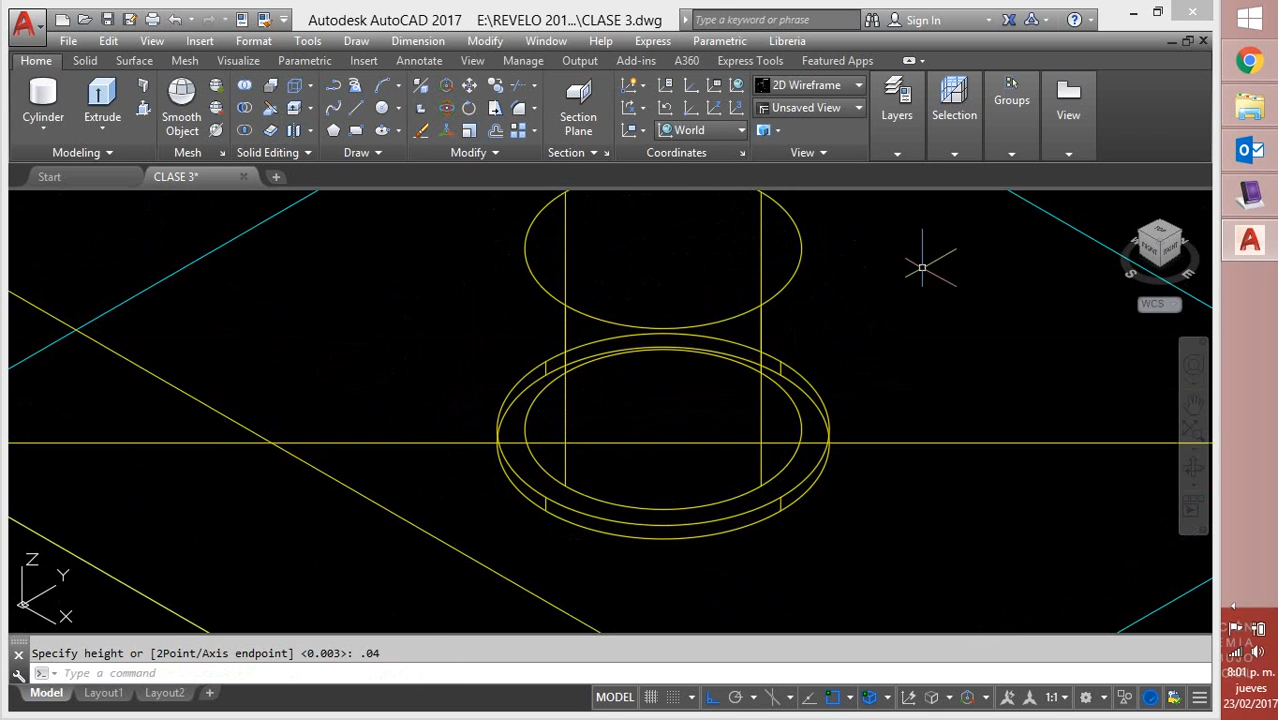 Autodesk AutoCAD 2017 E:\REVELO 201...\CLASE 3.dwg
Type a keyword or phrase
Sign In
File Edit View Insert Format Tools Draw Dimension Modify Window Help Express Parametric Libreria
Home Solid Surface Mesh Visualize Parametric Insert Annotate View Manage Output Add-ins A360 Express Tools Featured Apps
2D Wireframe
Unsaved View
Cylinder Extrude Smooth Object Section Plane World Layers Selection Groups View
Modeling Mesh Solid Editing Draw Modify Section Coordinates View
Start CLASE 3*
TOP
FRONT RIGHT
S E
WCS
Z
Y
X
Specify height or [2Point/Axis endpoint] <0.003>: .04
Type a command
Model Layout1 Layout2
MODEL 1:1
8:01 p. m.
jueves
23/02/2017